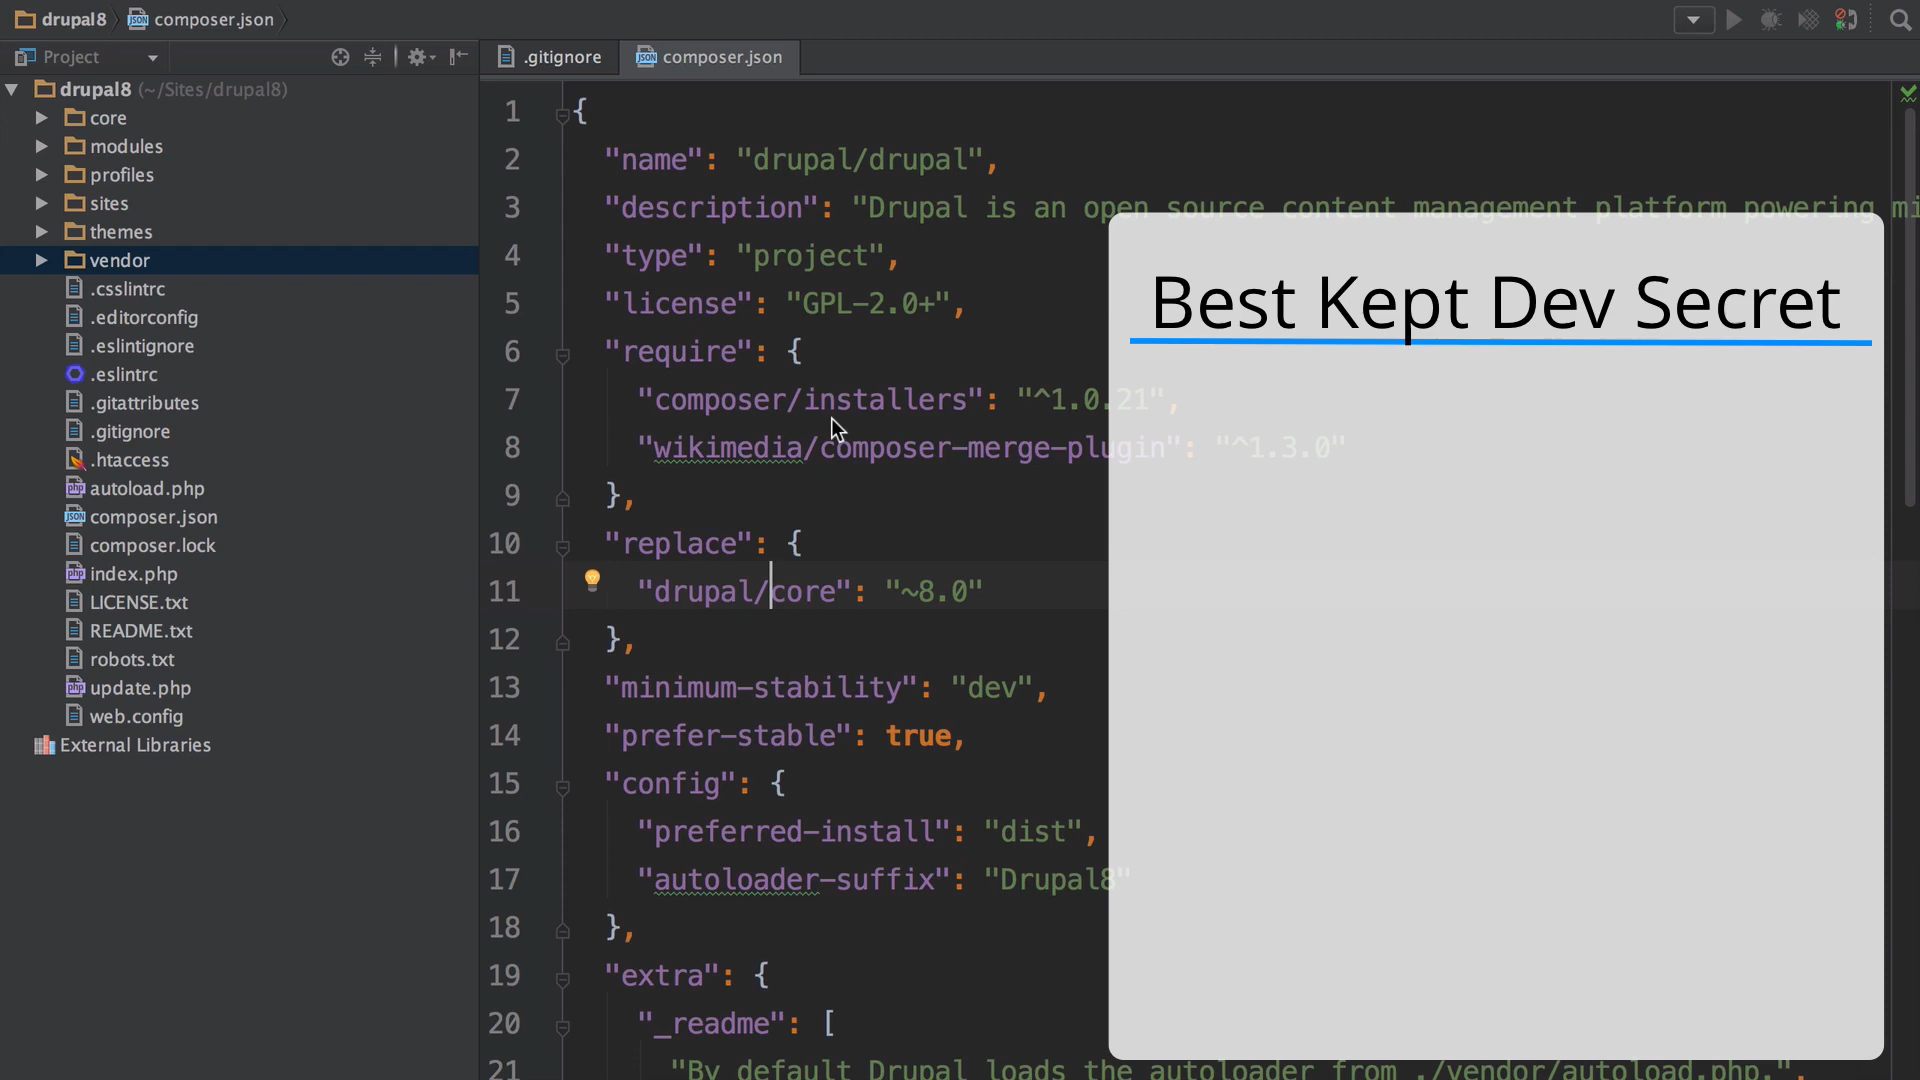 drupal8 composer.json
Project
.gitignore composer.json
drupal8 (~/Sites/drupal8)
core
modules
profiles
sites
themes
vendor
.csslintrc
.editorconfig
.eslintignore
.eslintrc
.gitattributes
.gitignore
.htaccess
autoload.php
composer.json
composer.lock
index.php
LICENSE.txt
README.txt
robots.txt
update.php
web.config
External Libraries
1 {
2 "name": "drupal/drupal",
3 "description": "Drupal is an open source content management platform powering mi
4 "type": "project",
5 "license": "GPL-2.0+",
6 "require": {
7 "composer/installers": "^1.0.21",
8 "wikimedia/composer-merge-plugin": "^1.3.0"
9 },
10 "replace": {
11 "drupal/core": "~8.0"
12 },
13 "minimum-stability": "dev",
14 "prefer-stable": true,
15 "config": {
16 "preferred-install": "dist",
17 "autoloader-suffix": "Drupal8"
18 },
19 "extra": {
20 "_readme": [
21 "By default Drupal loads the autoloader from ./vendor/autoload.php.",
Best Kept Dev Secret